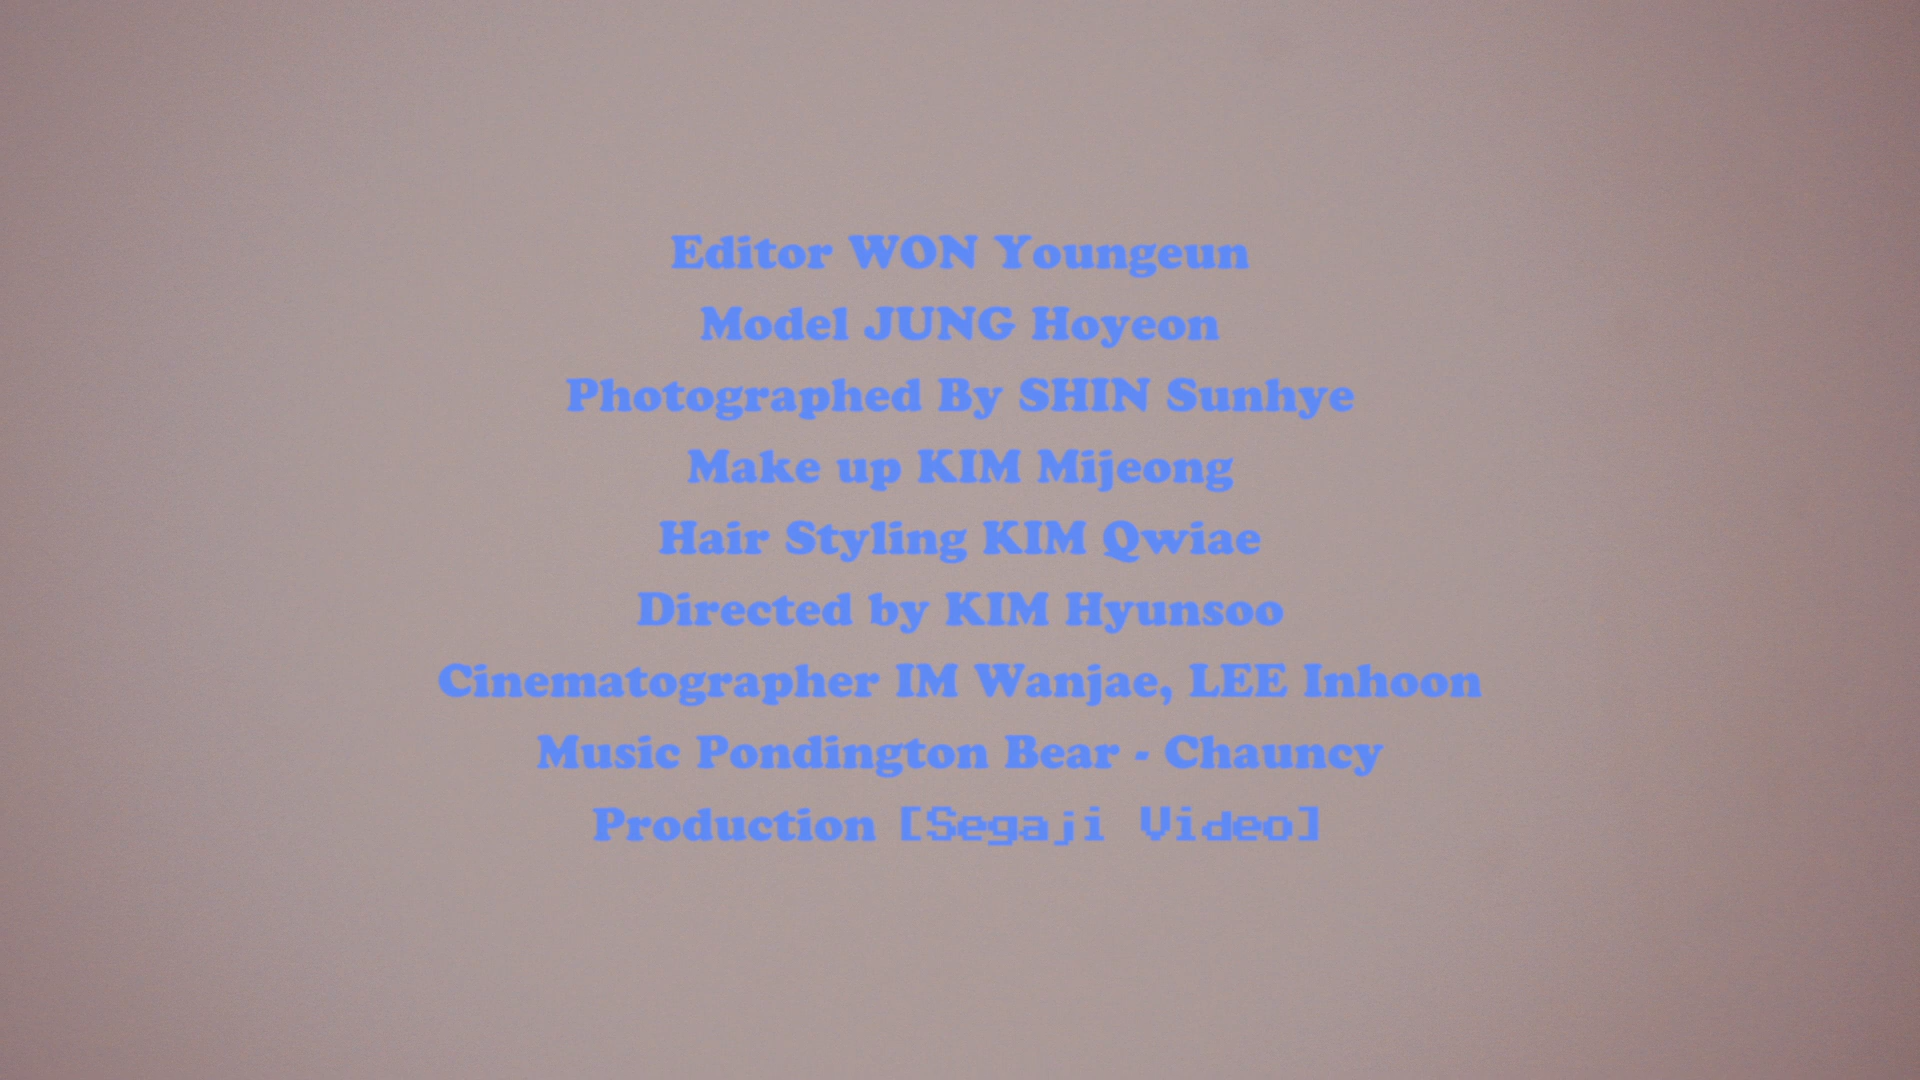 Editor WON Youngeun
Model JUNG Hoyeon
Photographed By SHIN Sunhye
Make up KIM Mijeong
Hair Styling KIM Qwiae
Directed by KIM Hyunsoo
Cinematographer IM Wanjae, LEE Inhoon
Music Pondington Bear - Chauncy
Production [Segaji Video]